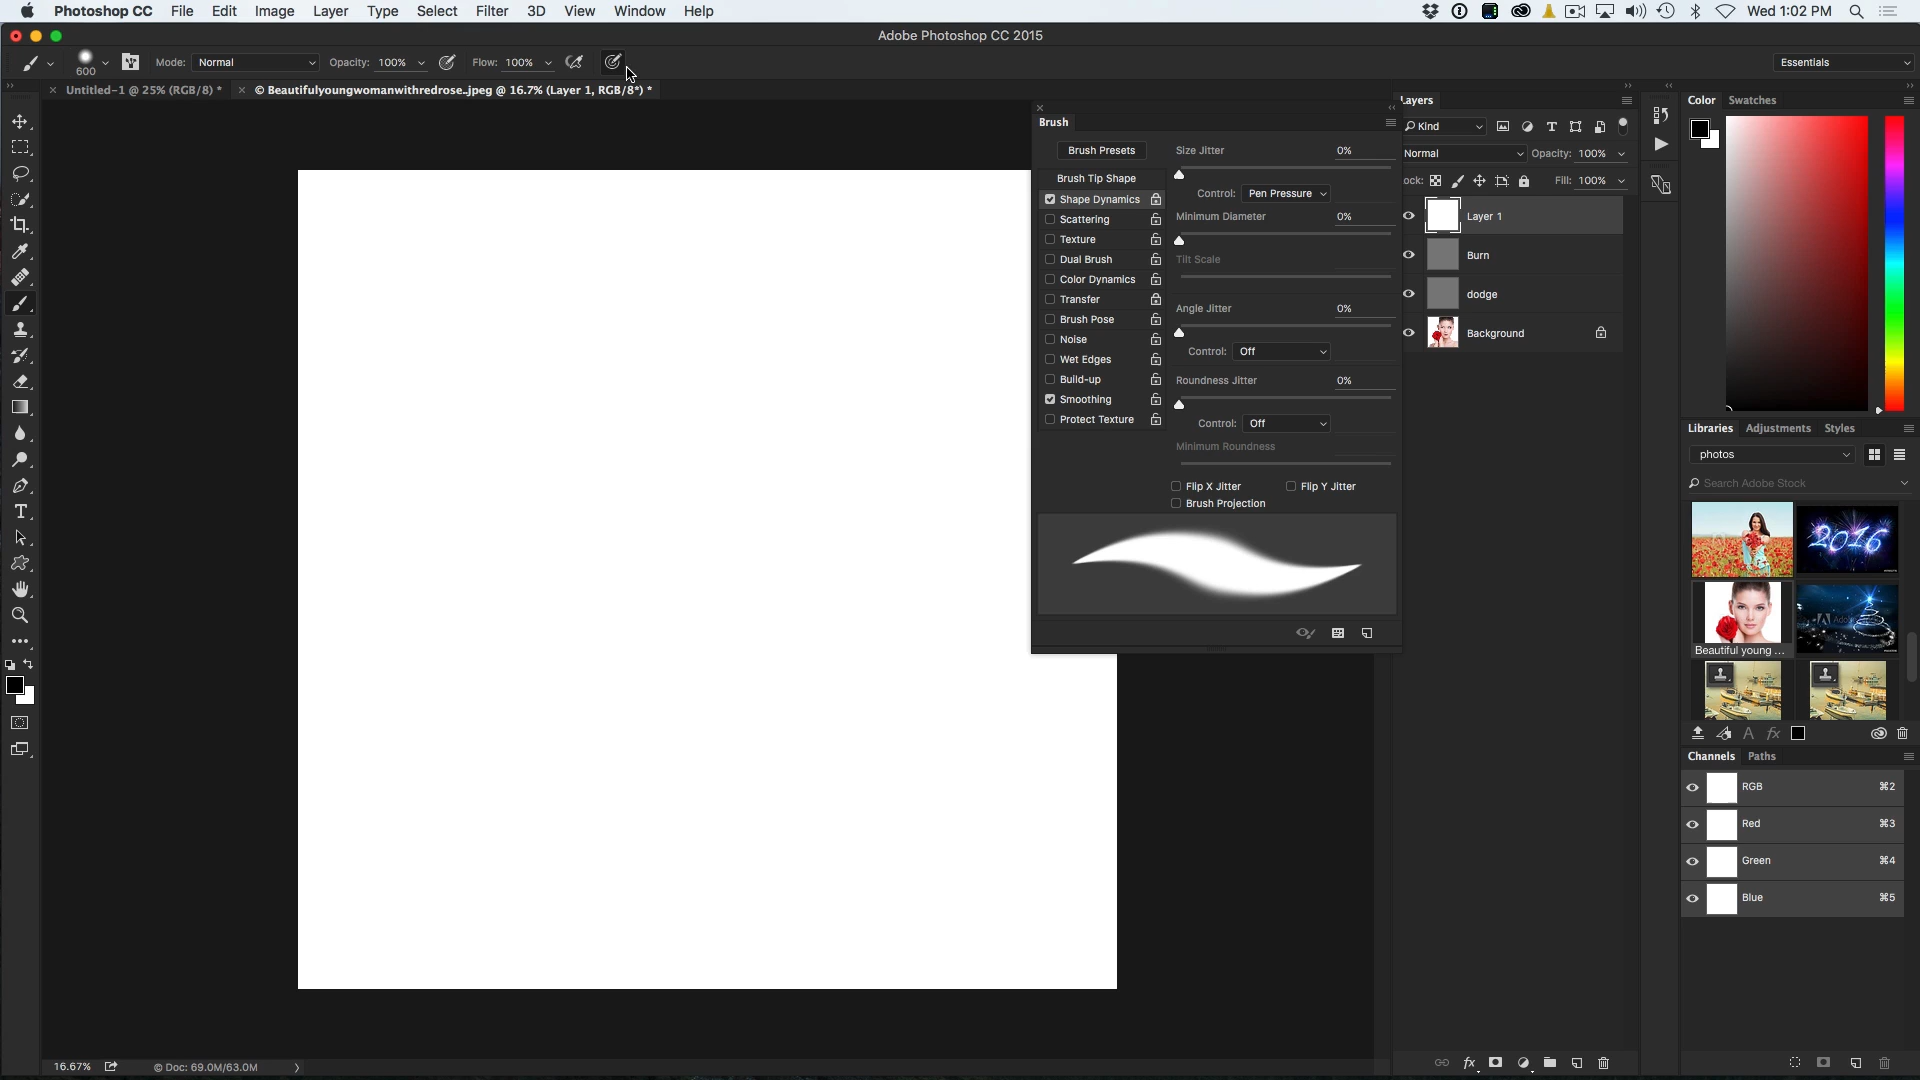 Photoshop CC File Edit Image Layer Type Select Filter 3D View Window Help Wed 1:02 PM
Adobe Photoshop CC 2015
600 Mode: Normal Opacity: 100% Flow: 100% Essentials
Untitled-1 @ 25% (RGB/8) * © Beautifulyoungwomanwithredrose.jpeg @ 16.7% (Layer 1, RGB/8*) *
Brush
Brush Presets
Brush Tip Shape
Shape Dynamics
Scattering
Texture
Dual Brush
Color Dynamics
Transfer
Brush Pose
Noise
Wet Edges
Build-up
Smoothing
Protect Texture
Size Jitter 0%
Control: Pen Pressure
Minimum Diameter 0%
Tilt Scale
Angle Jitter 0%
Control: Off
Roundness Jitter 0%
Control: Off
Minimum Roundness
Flip X Jitter Flip Y Jitter
Brush Projection
Layers
Kind
Normal Opacity: 100%
Fill: 100%
Layer 1
Burn
dodge
Background
Color Swatches
Libraries Adjustments Styles
photos
Search Adobe Stock
2016
Beautiful young ...
Channels Paths
RGB ⌘2
Red ⌘3
Green ⌘4
Blue ⌘5
16.67% © Doc: 69.0M/63.0M